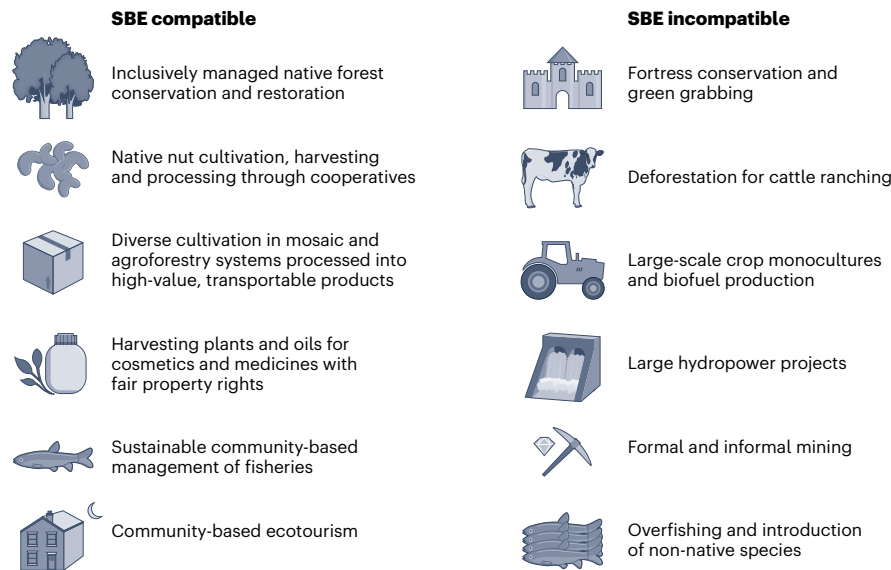 SBE compatible
Inclusively managed native forest
conservation and restoration
Native nut cultivation, harvesting
and processing through cooperatives
Diverse cultivation in mosaic and
agroforestry systems processed into
high-value, transportable products
Harvesting plants and oils for
cosmetics and medicines with
fair property rights
Sustainable community-based
management of fisheries
Community-based ecotourism
SBE incompatible
Fortress conservation and
green grabbing
Deforestation for cattle ranching
Large-scale crop monocultures
and biofuel production
Large hydropower projects
Formal and informal mining
Overfishing and introduction
of non-native species